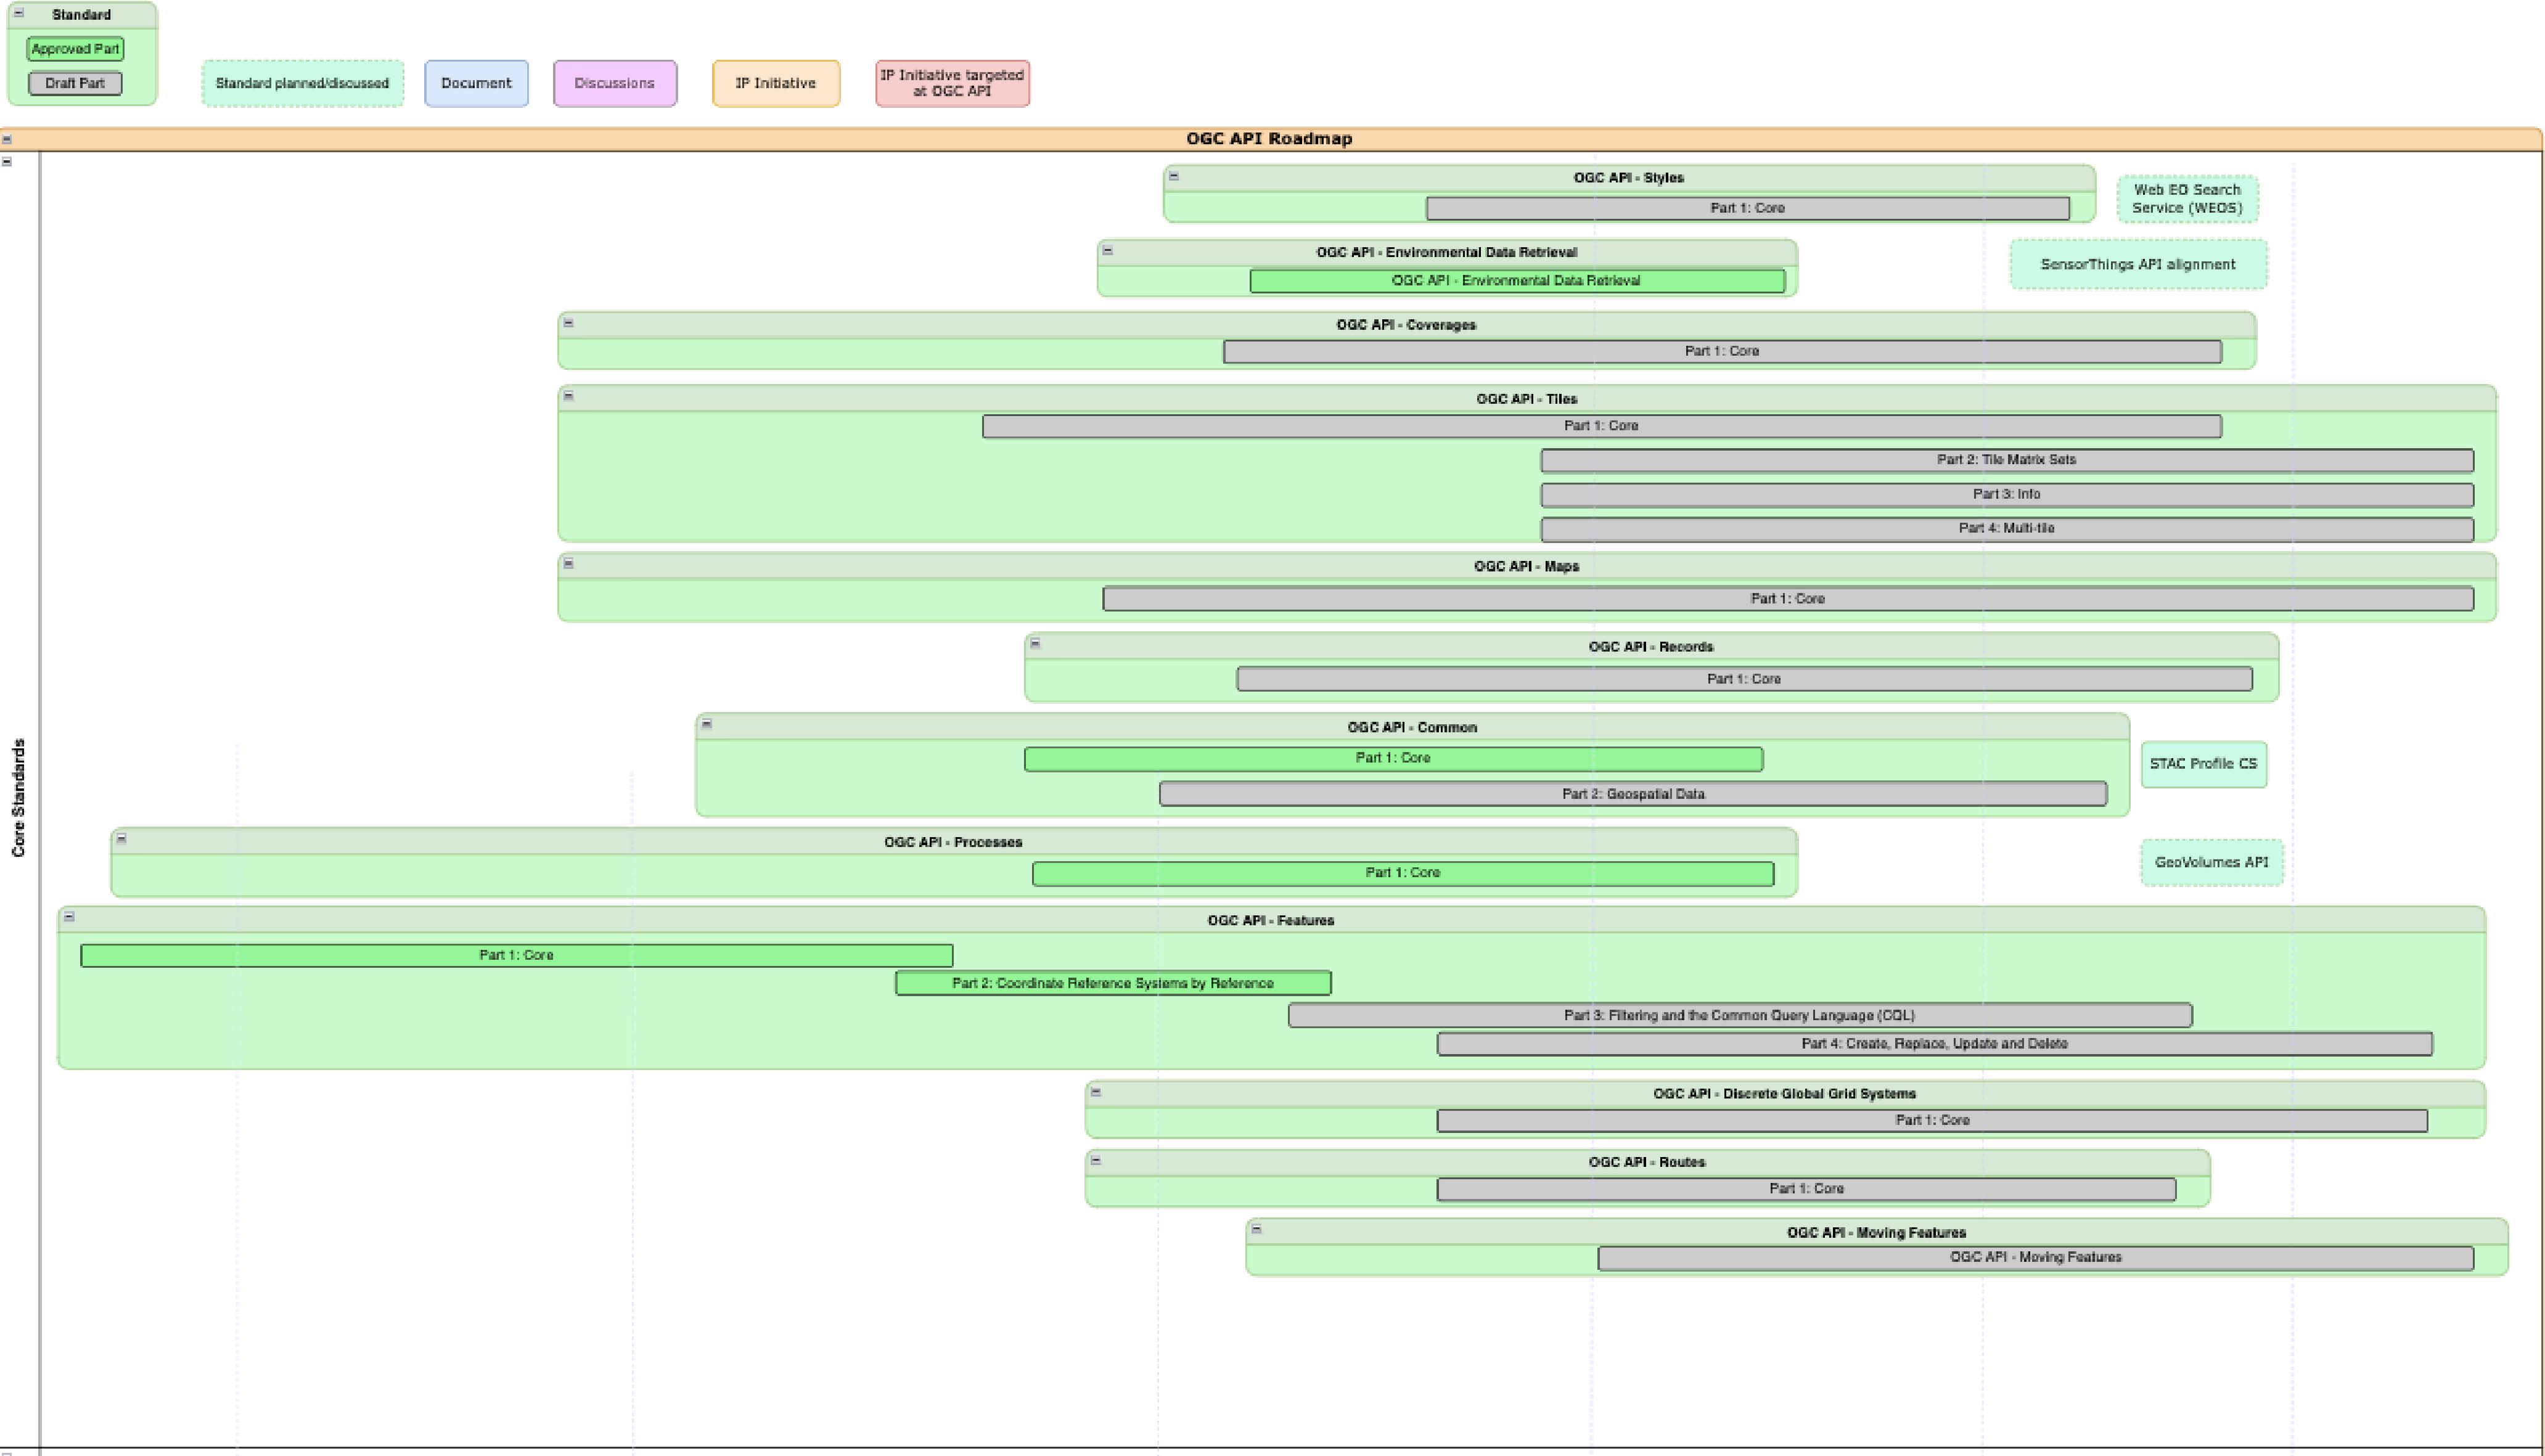 Standard
Approved Part
Draft Part
Standard planned/discussed
Document
Discussions
IP Initiative
IP Initiative targeted
at OGC API
OGC API Roadmap
Core Standards
OGC API - Styles
Part 1: Core
Web EO Search
Service (WEOS)
OGC API - Environmental Data Retrieval
OGC API - Environmental Data Retrieval
SensorThings API alignment
OGC API - Coverages
Part 1: Core
OGC API - Tiles
Part 1: Core
Part 2: Tile Matrix Sets
Part 3: Info
Part 4: Multi-tile
OGC API - Maps
Part 1: Core
OGC API - Records
Part 1: Core
OGC API - Common
Part 1: Core
Part 2: Geospatial Data
STAC Profile CS
OGC API - Processes
Part 1: Core
GeoVolumes API
OGC API - Features
Part 1: Core
Part 2: Coordinate Reference Systems by Reference
Part 3: Filtering and the Common Query Language (CQL)
Part 4: Create, Replace, Update and Delete
OGC API - Discrete Global Grid Systems
Part 1: Core
OGC API - Routes
Part 1: Core
OGC API - Moving Features
OGC API - Moving Features